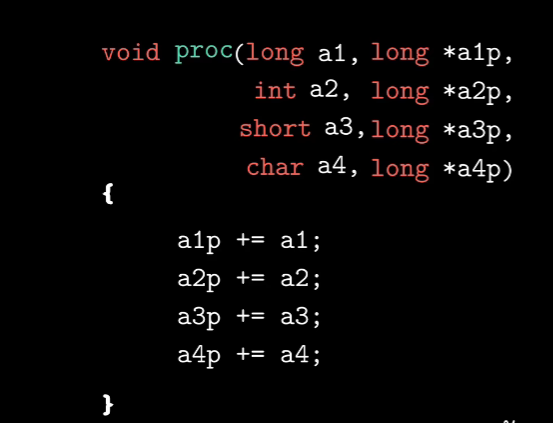 void proc(long a1, long *a1p,
int a2, long *a2p,
short a3, long *a3p,
char a4, long *a4p)
{
a1p += a1;
a2p += a2;
a3p += a3;
a4p += a4;
}